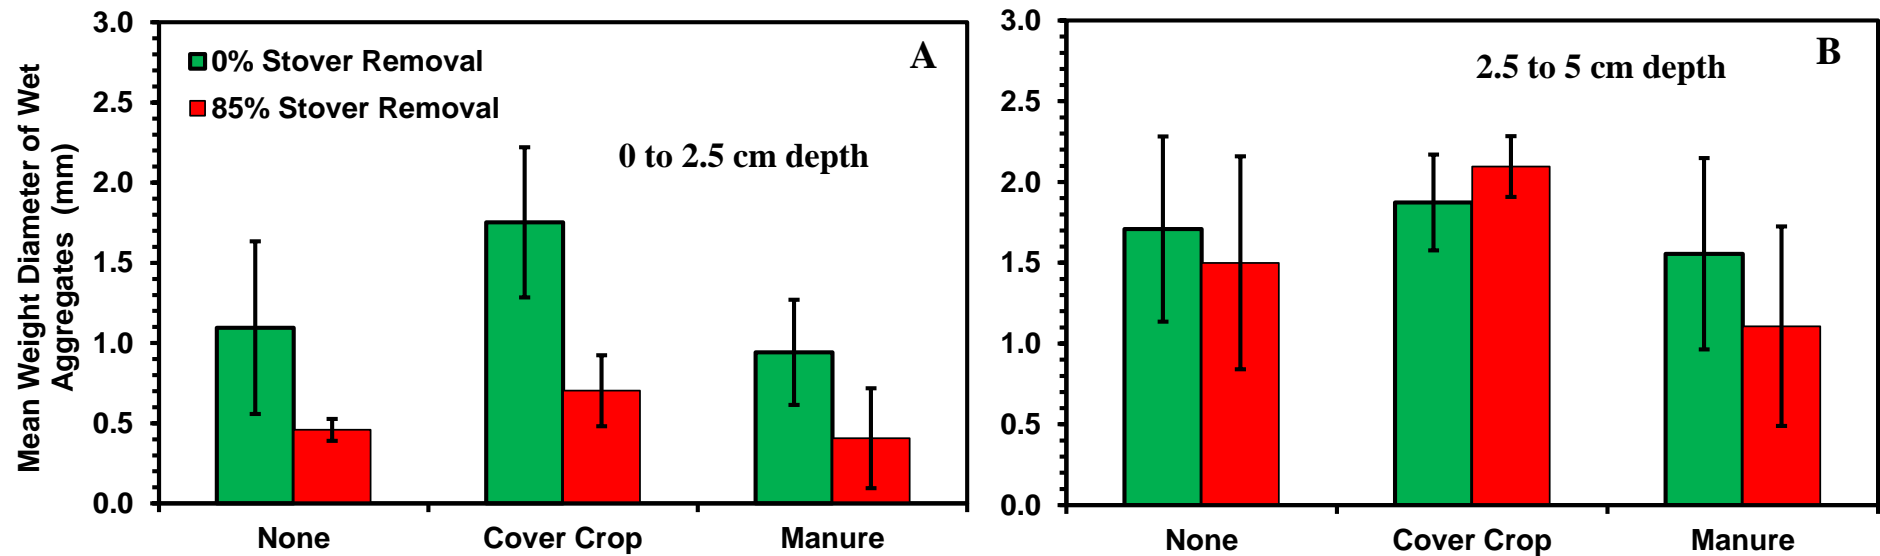 Mean Weight Diameter of Wet
Aggregates (mm)
3.0
2.5
2.0
1.5
1.0
0.5
0.0
0% Stover Removal
85% Stover Removal
A
0 to 2.5 cm depth
None
Cover Crop
Manure
3.0
2.5
2.0
1.5
1.0
0.5
0.0
2.5 to 5 cm depth
B
None
Cover Crop
Manure